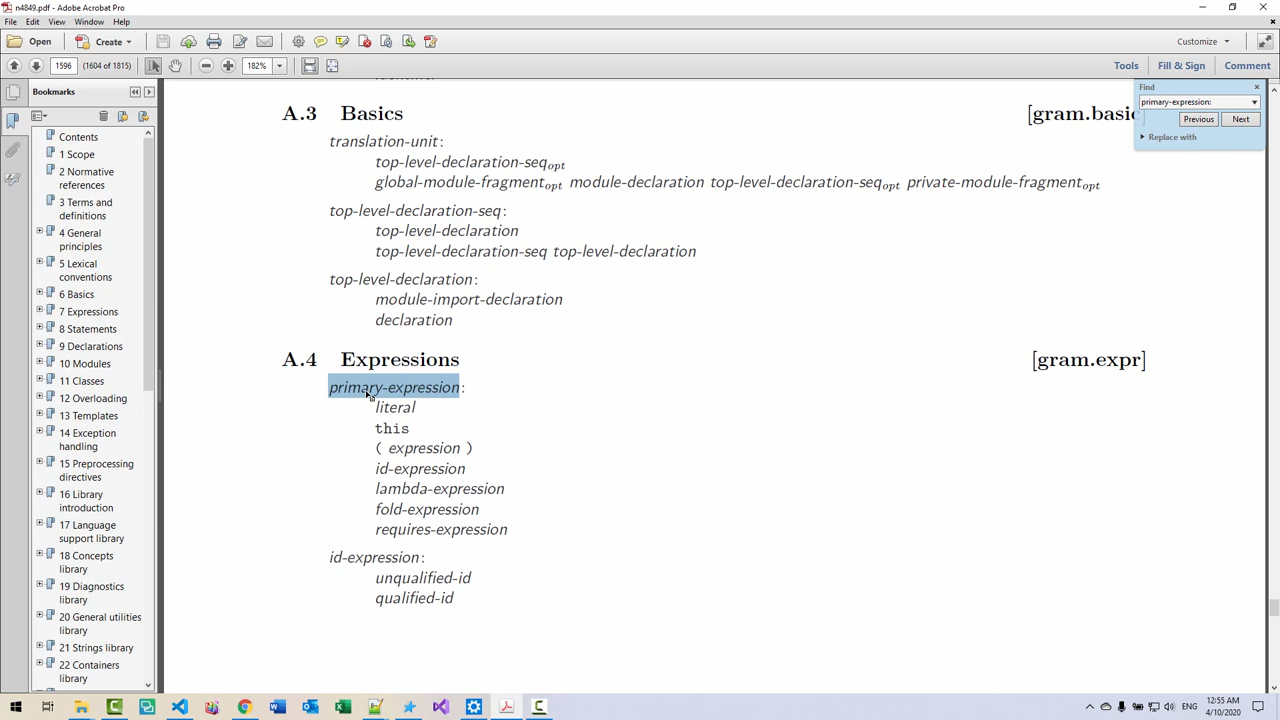 n4849.pdf - Adobe Acrobat Pro
File Edit View Window Help
Open Create Customize
1596 (1604 of 1815) 182% Tools Fill & Sign Comment
Bookmarks
Contents
1 Scope
2 Normative
references
3 Terms and
definitions
4 General
principles
5 Lexical
conventions
6 Basics
7 Expressions
8 Statements
9 Declarations
10 Modules
11 Classes
12 Overloading
13 Templates
14 Exception
handling
15 Preprocessing
directives
16 Library
introduction
17 Language
support library
18 Concepts
library
19 Diagnostics
library
20 General utilities
library
21 Strings library
22 Containers
library
Find
primary-expression:
Previous Next
Replace with
A.3 Basics [gram.basic
translation-unit:
top-level-declaration-seqopt
global-module-fragmentopt module-declaration top-level-declaration-seqopt private-module-fragmentopt
top-level-declaration-seq:
top-level-declaration
top-level-declaration-seq top-level-declaration
top-level-declaration:
module-import-declaration
declaration
A.4 Expressions [gram.expr]
primary-expression:
literal
this
( expression )
id-expression
lambda-expression
fold-expression
requires-expression
id-expression:
unqualified-id
qualified-id
ENG
12:55 AM
4/10/2020